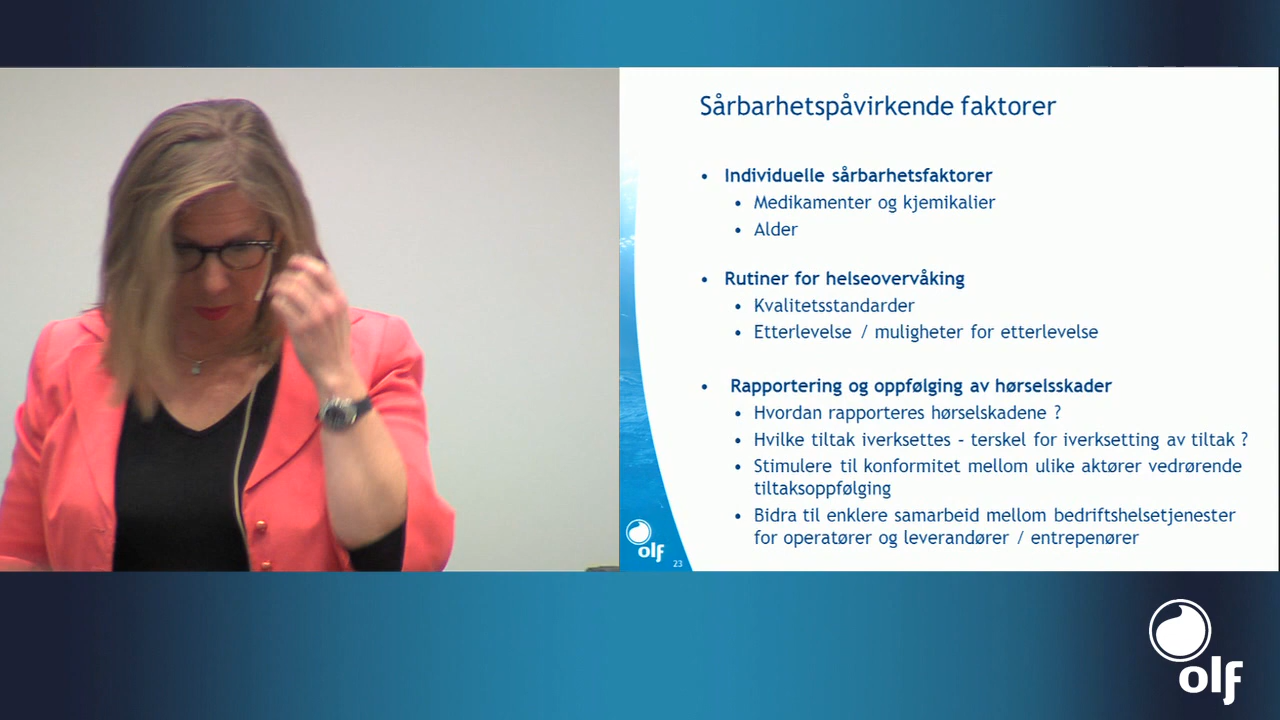 Sårbarhetspåvirkende faktorer
• Individuelle sårbarhetsfaktorer
• Medikamenter og kjemikalier
• Alder
• Rutiner for helseovervåking
• Kvalitetsstandarder
• Etterlevelse / muligheter for etterlevelse
• Rapportering og oppfølging av hørselsskader
• Hvordan rapporteres hørselskadene ?
• Hvilke tiltak iverksettes – terskel for iverksetting av tiltak ?
• Stimulere til konformitet mellom ulike aktører vedrørende
tiltaksoppfølging
• Bidra til enklere samarbeid mellom bedriftshelsetjenester
for operatører og leverandører / entrepenører
olf
23
olf